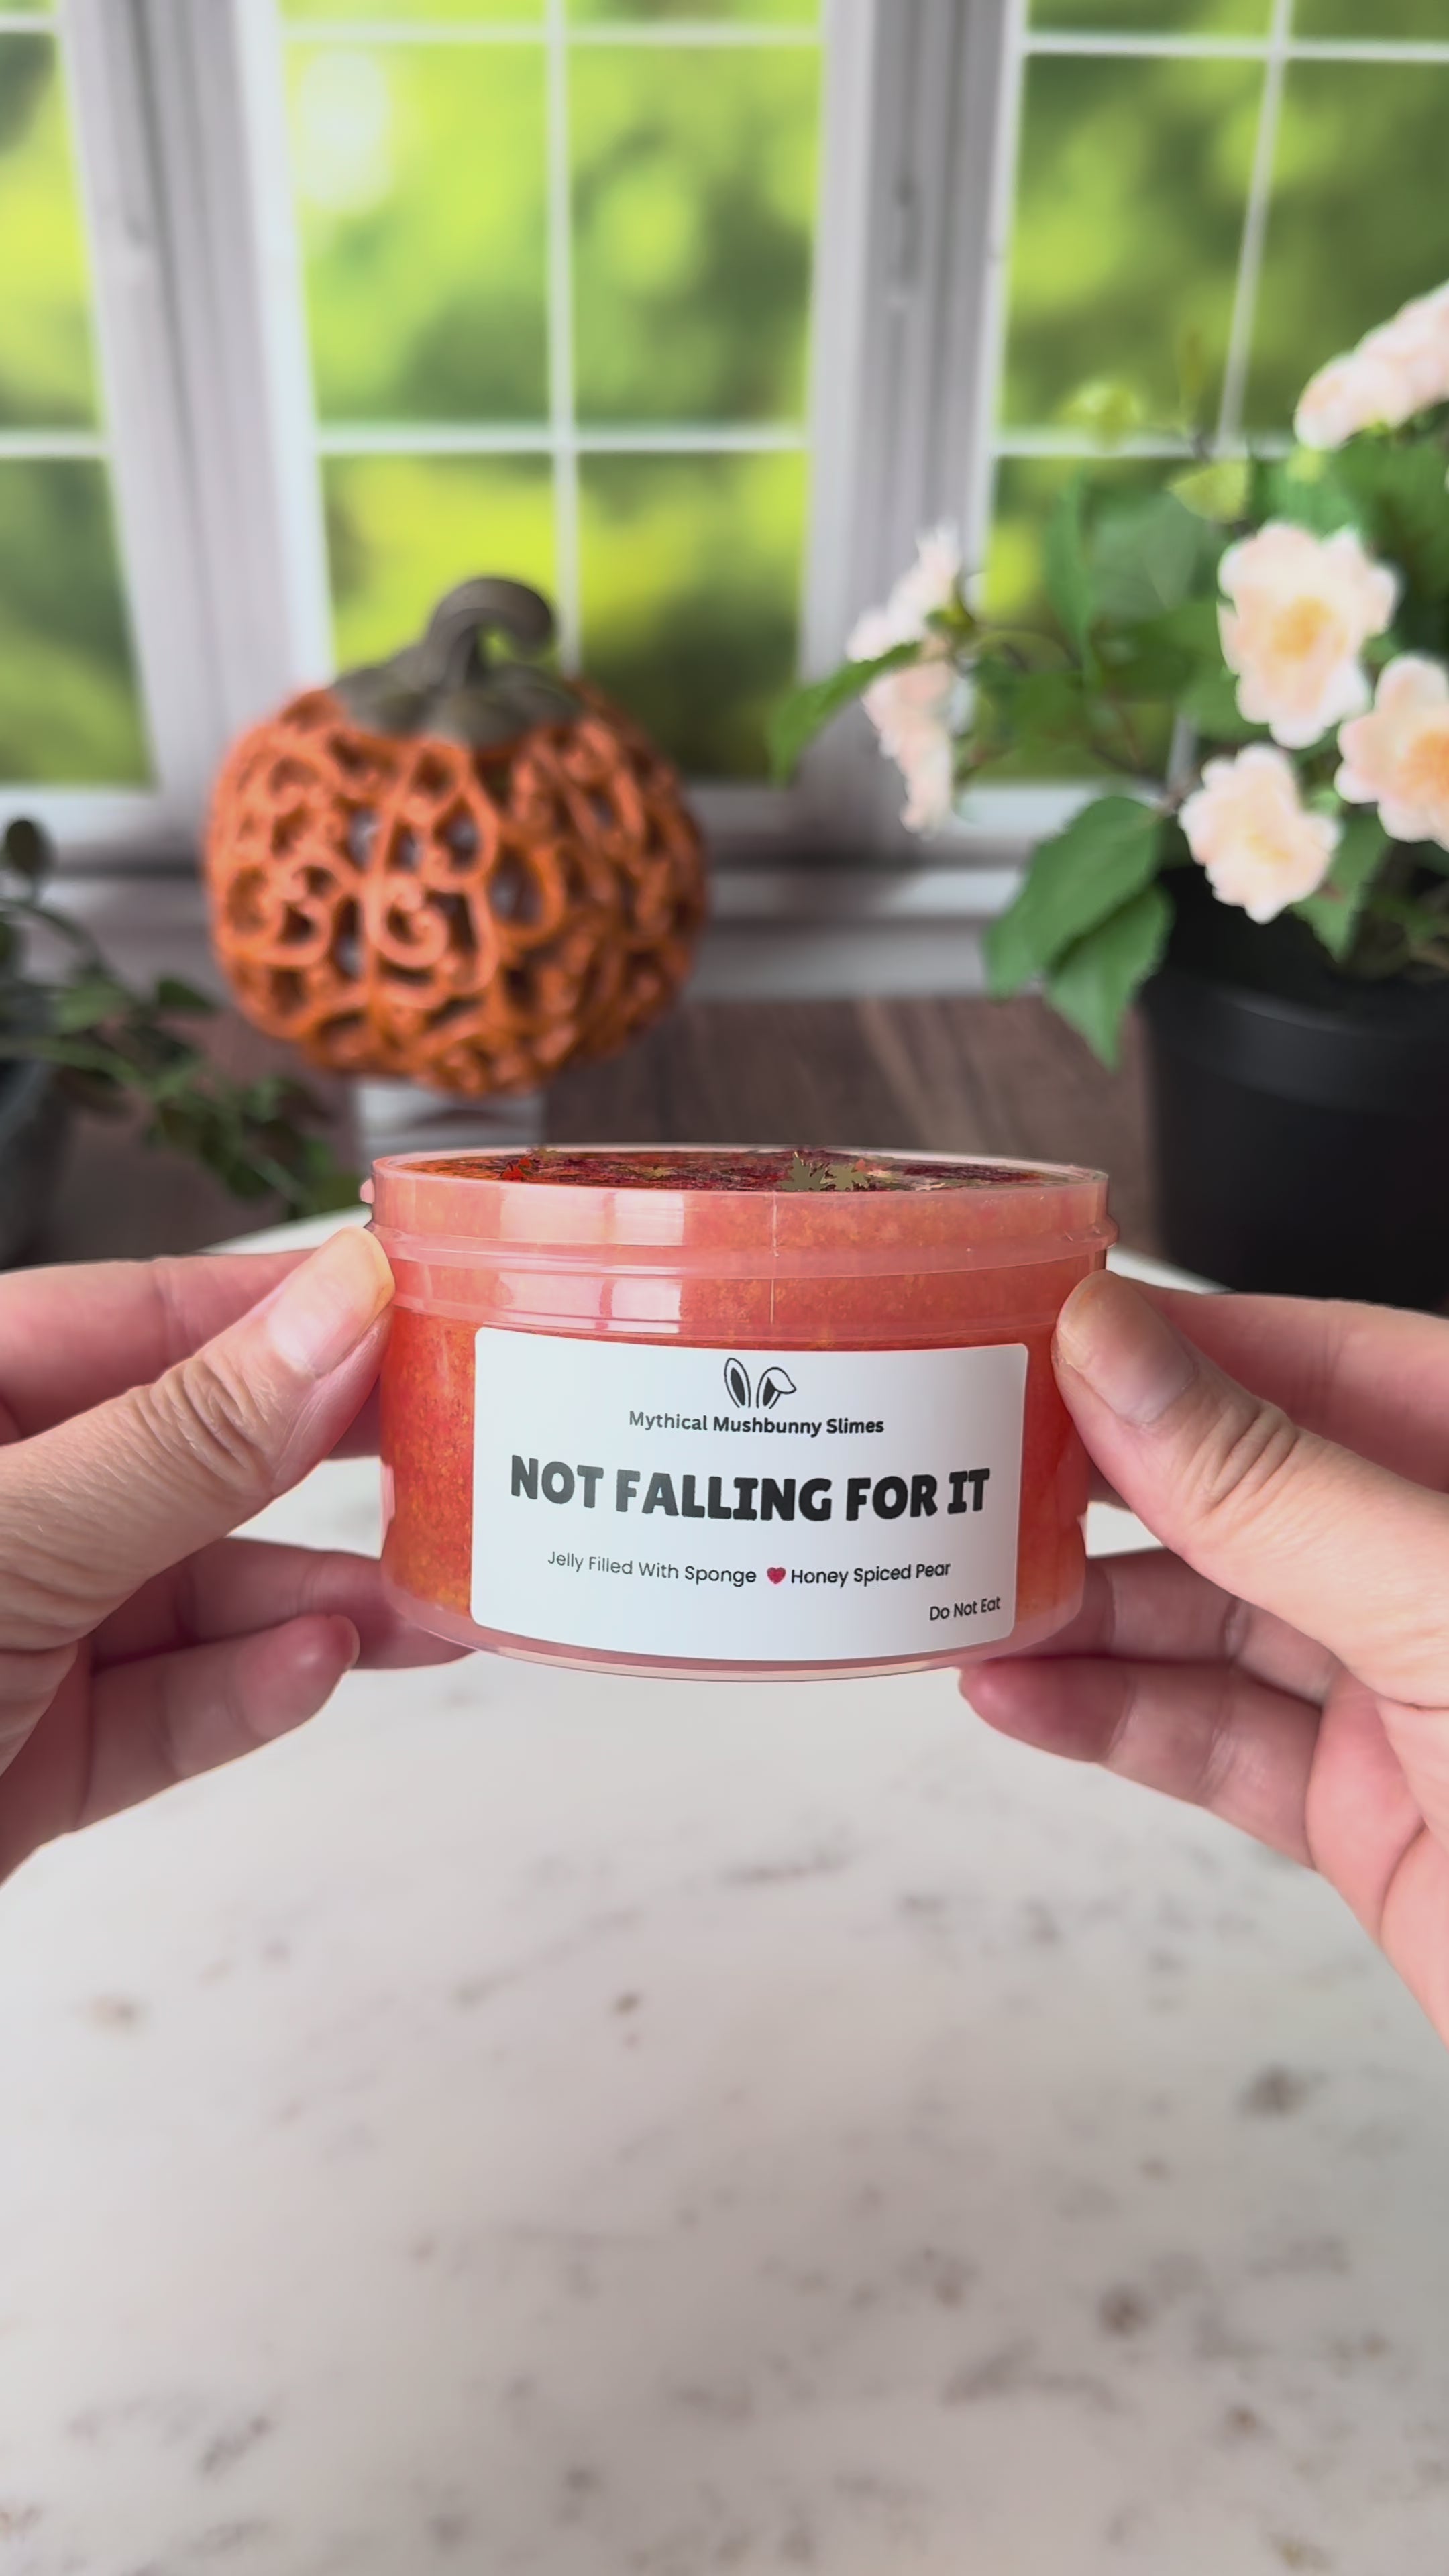 Mythical Mushbunny Slimes
NOT FALLING FOR IT
Jelly Filled With Sponge ❤️ Honey Spiced Pear
Do Not Eat